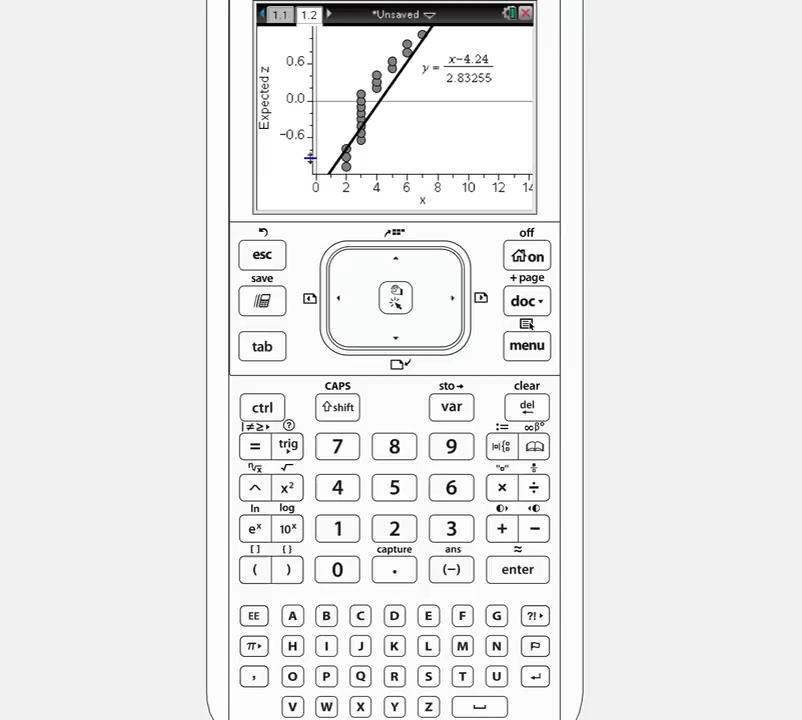 1.1 1.2 *Unsaved
0.6
0.0
-0.6
Expected z
y = x-4.24 / 2.83255
0 2 4 6 8 10 12 14
x
off
esc on
save + page
doc
tab menu
CAPS sto clear
ctrl shift var del
|≠≥▸ ? := ∞β°
= trig 7 8 9
ⁿ√x √
^ x² 4 5 6 × ÷
ln log
eˣ 10ˣ 1 2 3 + −
[ ] { } capture ans ≈
( ) 0 . (−) enter
EE A B C D E F G ?!▸
π▸ H I J K L M N
, O P Q R S T U
V W X Y Z